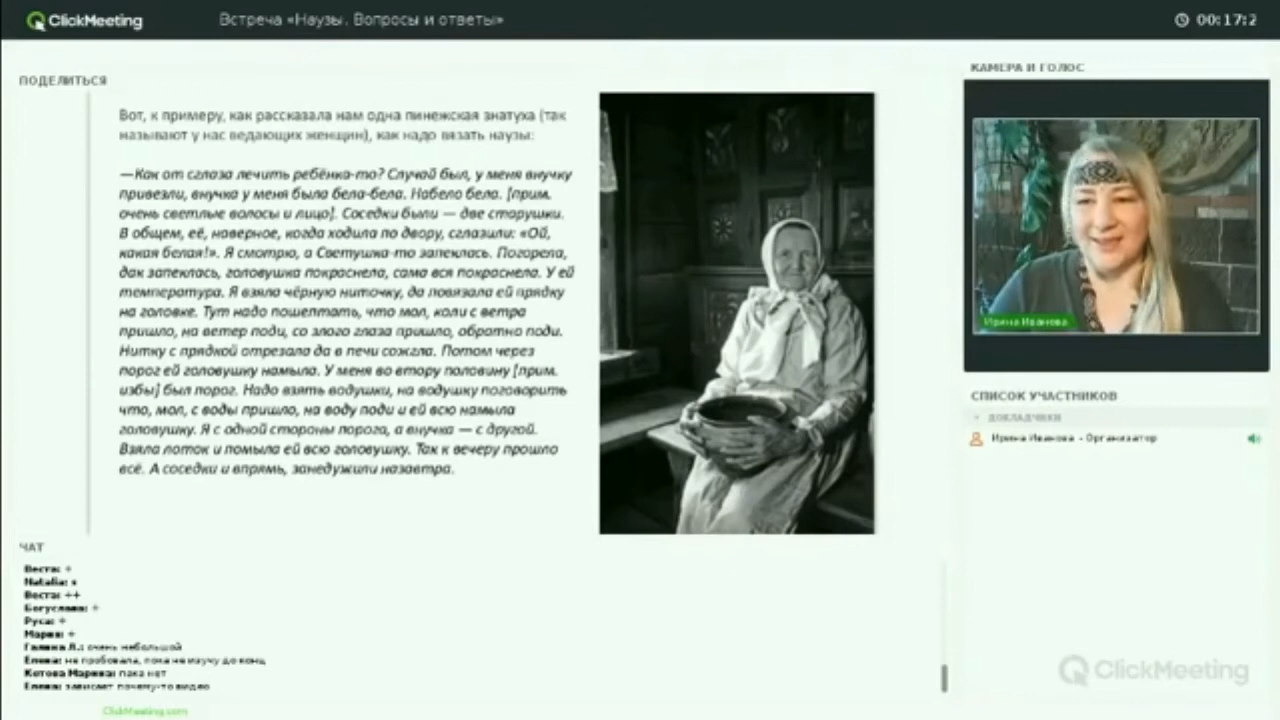 ClickMeeting
Встреча «Наузы. Вопросы и ответы»
00:17:2
ПОДЕЛИТЬСЯ
Вот, к примеру, как рассказала нам одна пинежская знатуха (так
называют у нас ведающих женщин), как надо вязать наузы:
—Как от сглаза лечить ребёнка-то? Случай был, у меня внучку
привезли, внучка у меня была бела-бела. Набело бела. [прим.
очень светлые волосы и лицо]. Соседки были — две старушки.
В общем, её, наверное, когда ходила по двору, сглазили: «Ой,
какая белая!». Я смотрю, а Светушка-то запеклась. Погорела,
дак запеклась, головушка покраснела, сама вся покраснела. У ей
температура. Я взяла чёрную ниточку, да повязала ей прядку
на головке. Тут надо пошептать, что мол, коли с ветра
пришло, на ветер поди, со злого глаза пришло, обратно поди.
Нитку с прядкой отрезала да в печи сожгла. Потом через
порог ей головушку намыла. У меня во втору половину [прим.
избы] был порог. Надо взять водушки, на водушку поговорить
что, мол, с воды пришло, на воду поди и ей всю намыла
головушку. Я с одной стороны порога, а внучка — с другой.
Взяла лоток и помыла ей всю головушку. Так к вечеру прошло
всё. А соседки и впрямь, занедужили назавтра.
КАМЕРА И ГОЛОС
Ирина Иванова
СПИСОК УЧАСТНИКОВ
ДОКЛАДЧИКИ
Ирина Иванова - Организатор
ЧАТ
Веста: +
Natalia: +
Веста: ++
Богуслава: +
Руса: +
Мария: +
Галина Л.: очень небольшой
Елена: не пробовала, пока не изучу до конц
Котова Марина: пока нет
Елена: зависает почему-то видео
ClickMeeting.com
ClickMeeting